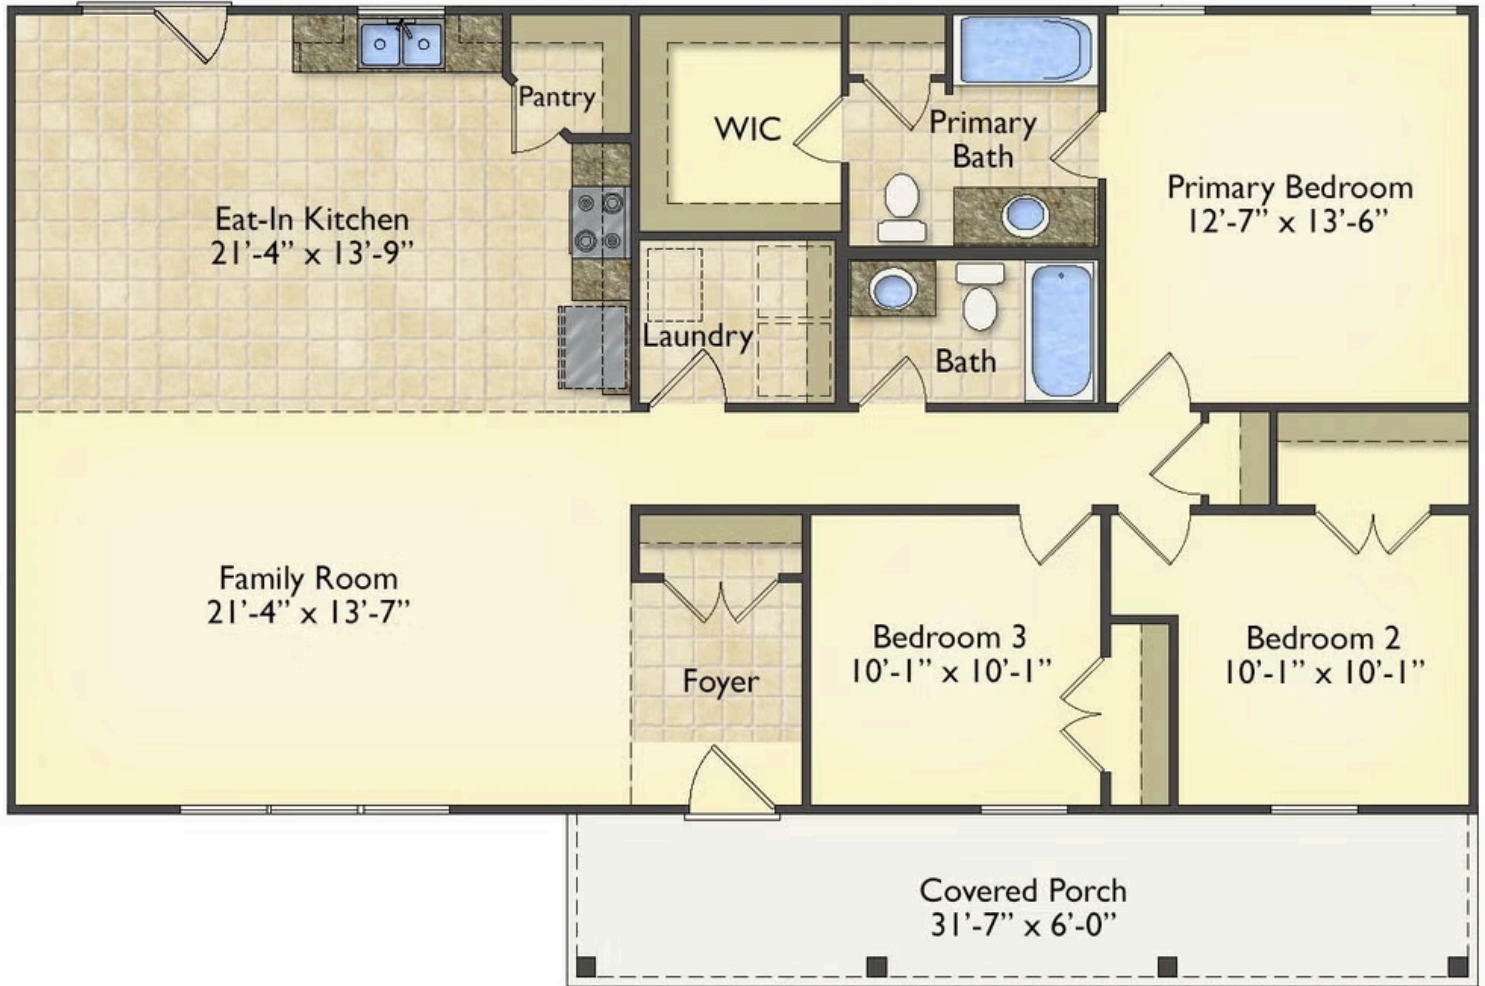 Pantry
WIC
Primary
Bath
Primary Bedroom
12'-7” x 13'-6”
Eat-In Kitchen
21'-4” x 13'-9”
Laundry
Bath
Family Room
21'-4” x 13'-7”
Foyer
Bedroom 3
10'-1” x 10'-1”
Bedroom 2
10'-1” x 10'-1”
Covered Porch
31'-7” x 6'-0”